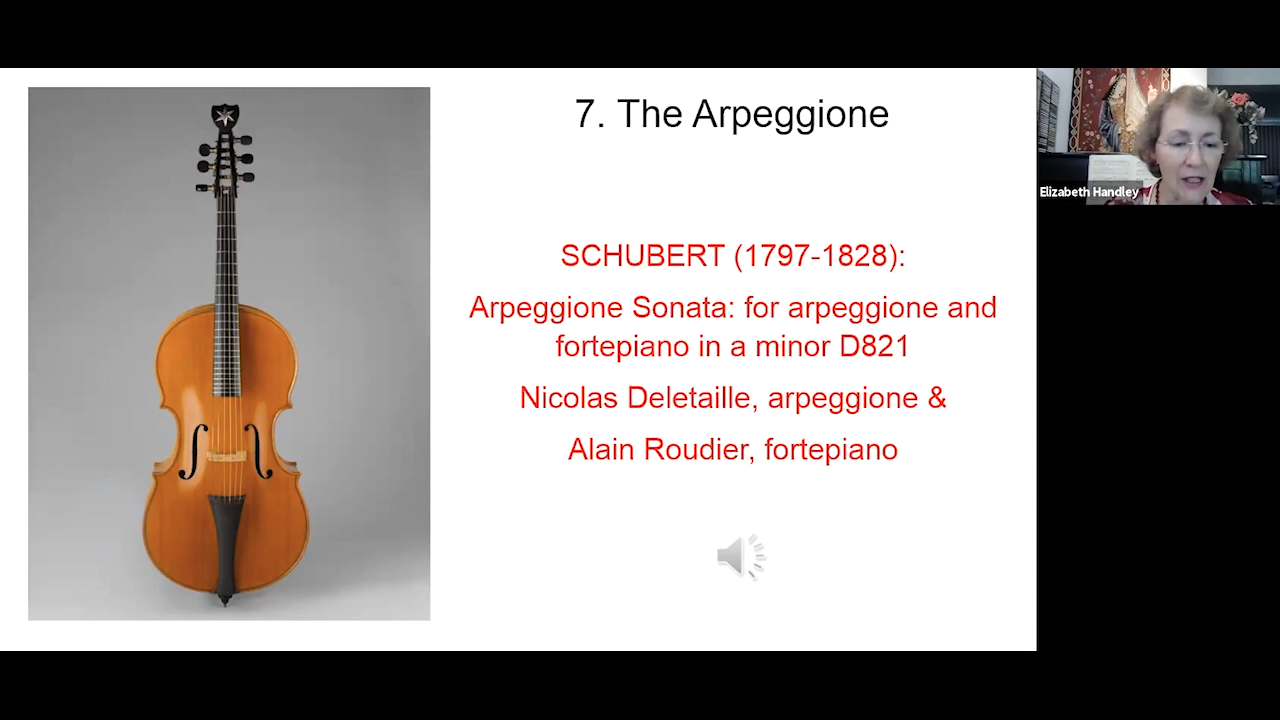 7. The Arpeggione
SCHUBERT (1797-1828):
Arpeggione Sonata: for arpeggione and
fortepiano in a minor D821
Nicolas Deletaille, arpeggione &
Alain Roudier, fortepiano
Elizabeth Handley